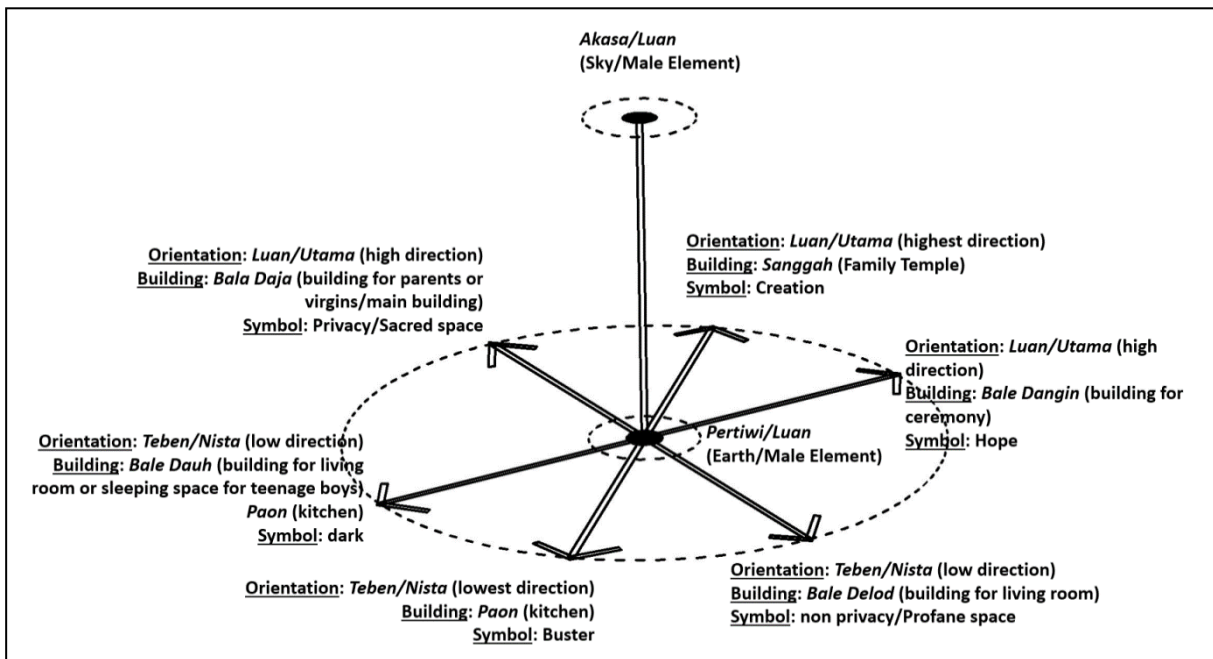 Akasa/Luan
(Sky/Male Element)
Orientation: Luan/Utama (high direction)
Building: Bala Daja (building for parents or
virgins/main building)
Symbol: Privacy/Sacred space
Orientation: Luan/Utama (highest direction)
Building: Sanggah (Family Temple)
Symbol: Creation
Orientation: Luan/Utama (high
direction)
Building: Bale Dangin (building for
ceremony)
Symbol: Hope
Pertiwi/Luan
(Earth/Male Element)
Orientation: Teben/Nista (low direction)
Building: Bale Dauh (building for living
room or sleeping space for teenage boys)
Paon (kitchen)
Symbol: dark
Orientation: Teben/Nista (lowest direction)
Building: Paon (kitchen)
Symbol: Buster
Orientation: Teben/Nista (low direction)
Building: Bale Delod (building for living room)
Symbol: non privacy/Profane space